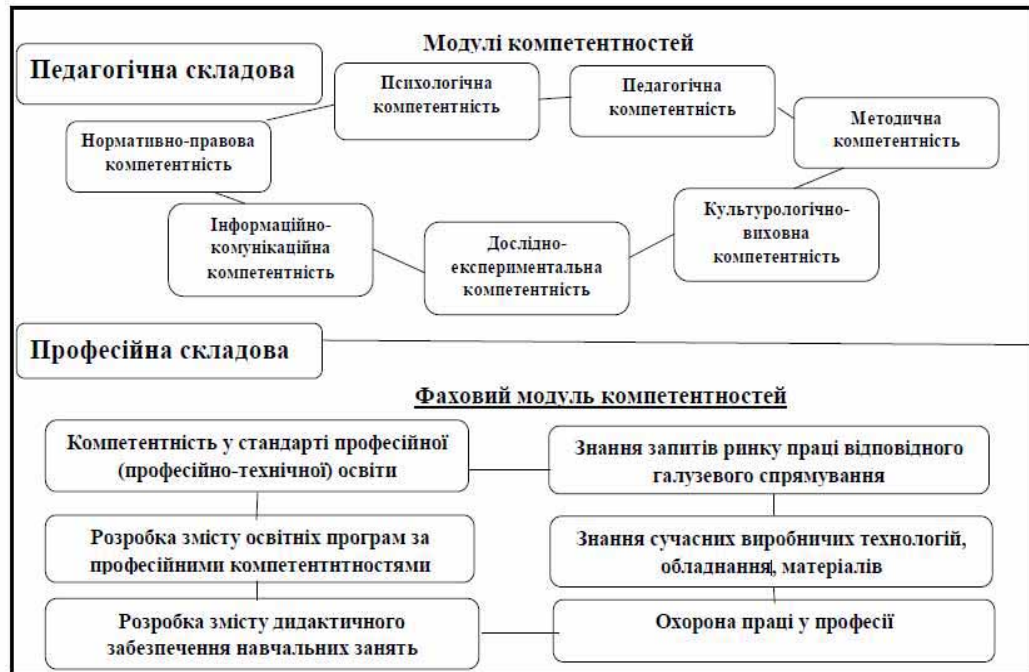 Модулі компетентностей
Педагогічна складова
Психологічна
компетентність
Педагогічна
компетентність
Методична
компетентність
Нормативно-правова
компетентність
Інформаційно-
комунікаційна
компетентність
Дослідно-
експериментальна
компетентність
Культурологічно-
виховна
компетентність
Професійна складова
Фаховий модуль компетентностей
Компетентність у стандарті професійної
(професійно-технічної) освіти
Знання запитів ринку праці відповідного
галузевого спрямування
Розробка змісту освітніх програм за
професійними компетентнтностями
Знання сучасних виробничих технологій,
обладнання, матеріалів
Розробка змісту дидактичного
забезпечення навчальних занять
Охорона праці у професії